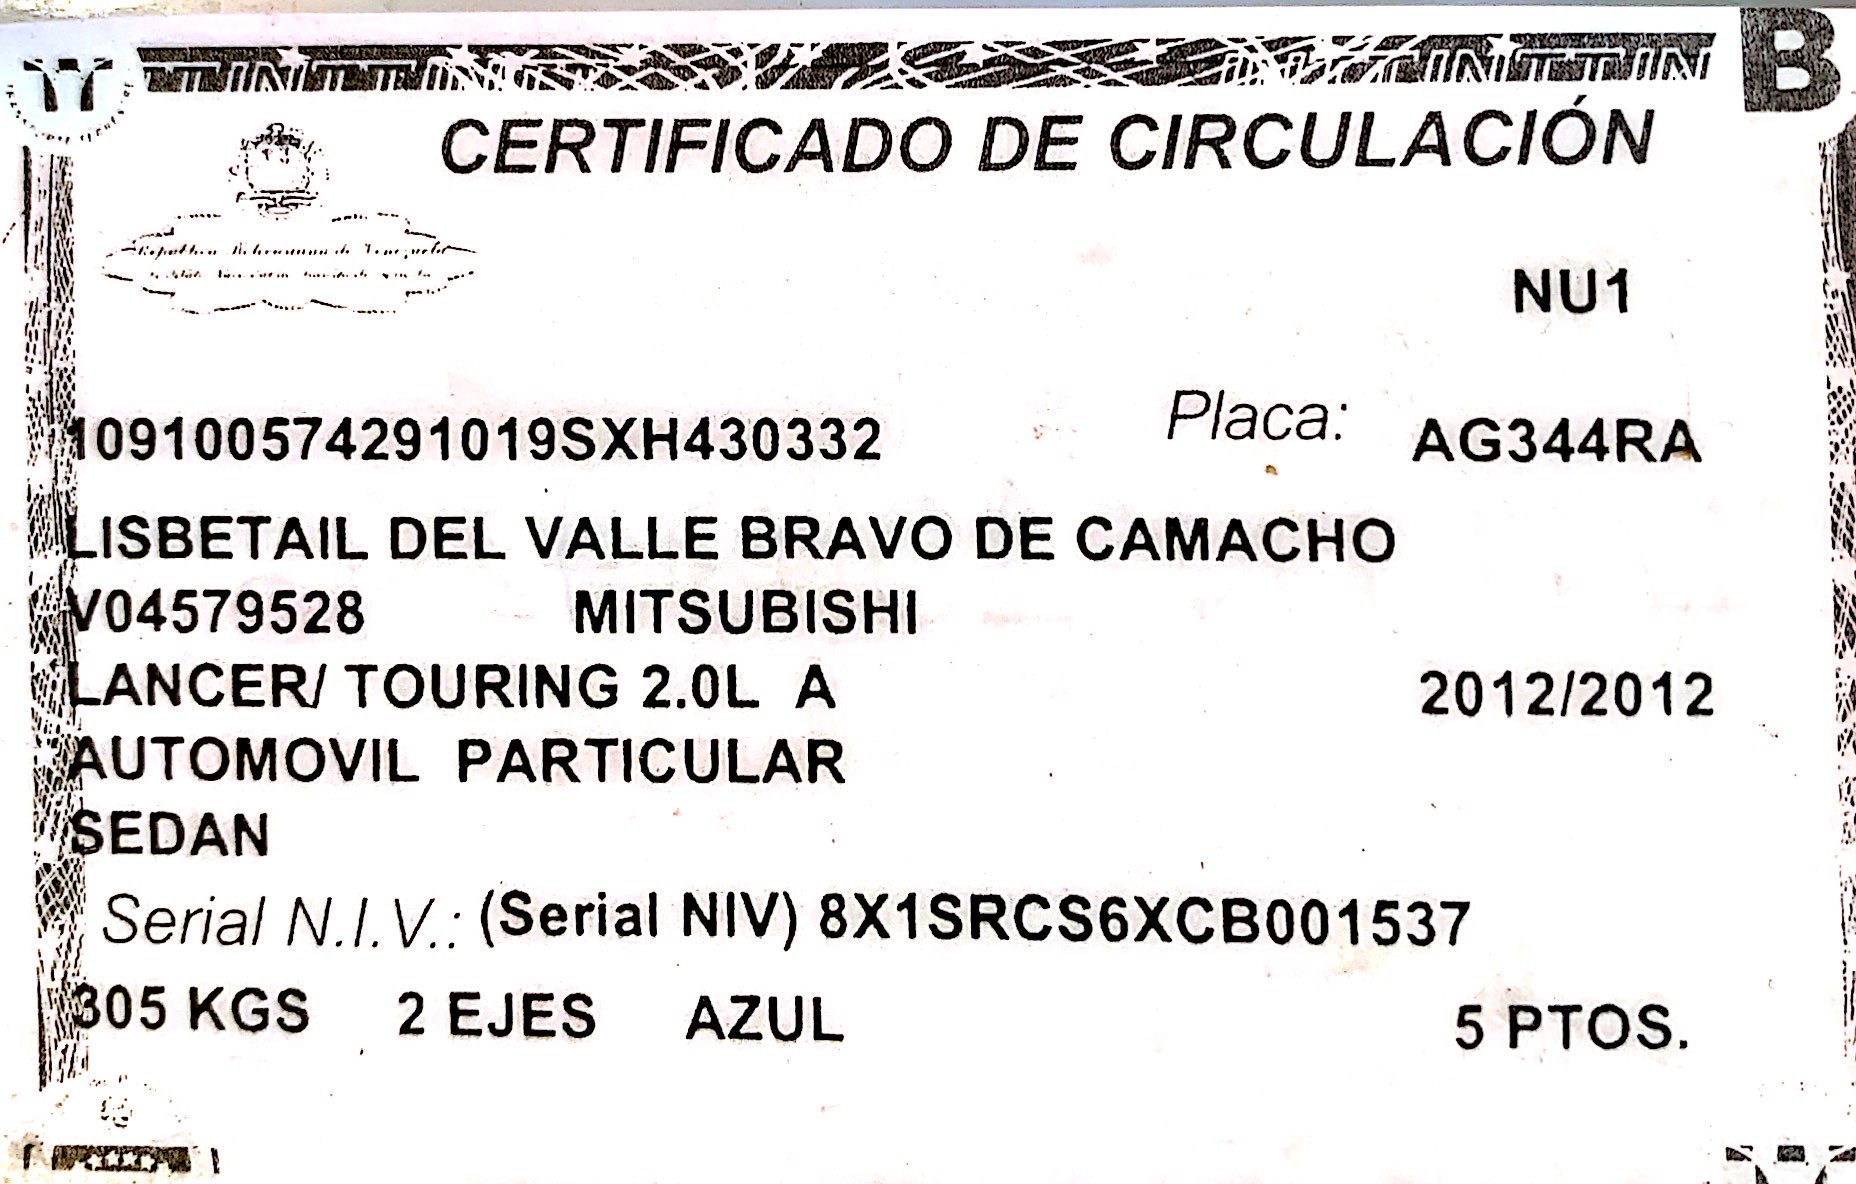 B
CERTIFICADO DE CIRCULACIÓN
República Bolivariana de Venezuela
NU1
109100574291019SXH430332 Placa: AG344RA
LISBETAIL DEL VALLE BRAVO DE CAMACHO
V04579528 MITSUBISHI
LANCER/ TOURING 2.0L A 2012/2012
AUTOMOVIL PARTICULAR
SEDAN
Serial N.I.V.: (Serial NIV) 8X1SRCS6XCB001537
305 KGS 2 EJES AZUL 5 PTOS.